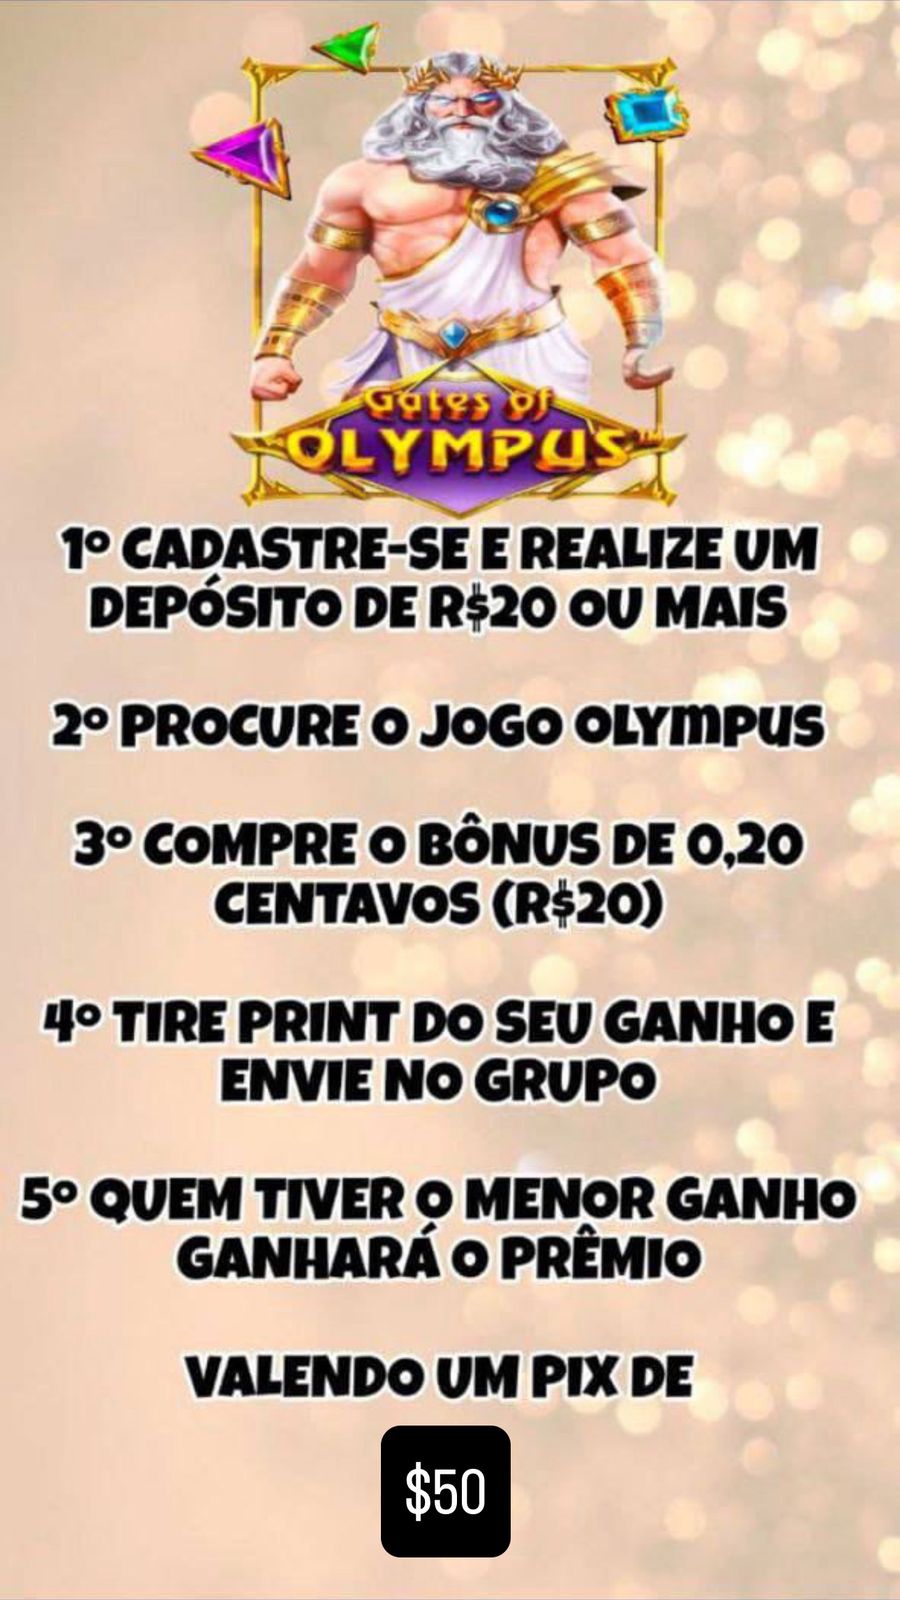 Gates of
OLYMPUS™
1º CADASTRE-SE E REALIZE UM
DEPÓSITO DE R$20 OU MAIS
2º PROCURE O JOGO OLYMPUS
3º COMPRE O BÔNUS DE 0,20
CENTAVOS (R$20)
4º TIRE PRINT DO SEU GANHO E
ENVIE NO GRUPO
5º QUEM TIVER O MENOR GANHO
GANHARÁ O PRÊMIO
VALENDO UM PIX DE
$50